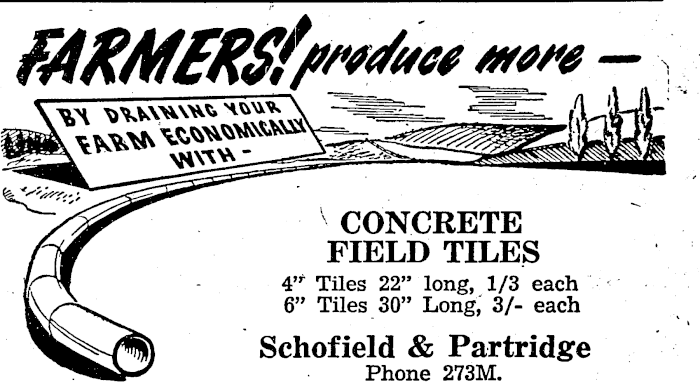 FARMERS! produce more —
BY DRAINING YOUR
FARM ECONOMICALLY
WITH -
CONCRETE
FIELD TILES
4" Tiles 22" long, 1/3 each
6" Tiles 30" Long, 3/- each
Schofield & Partridge
Phone 273M.